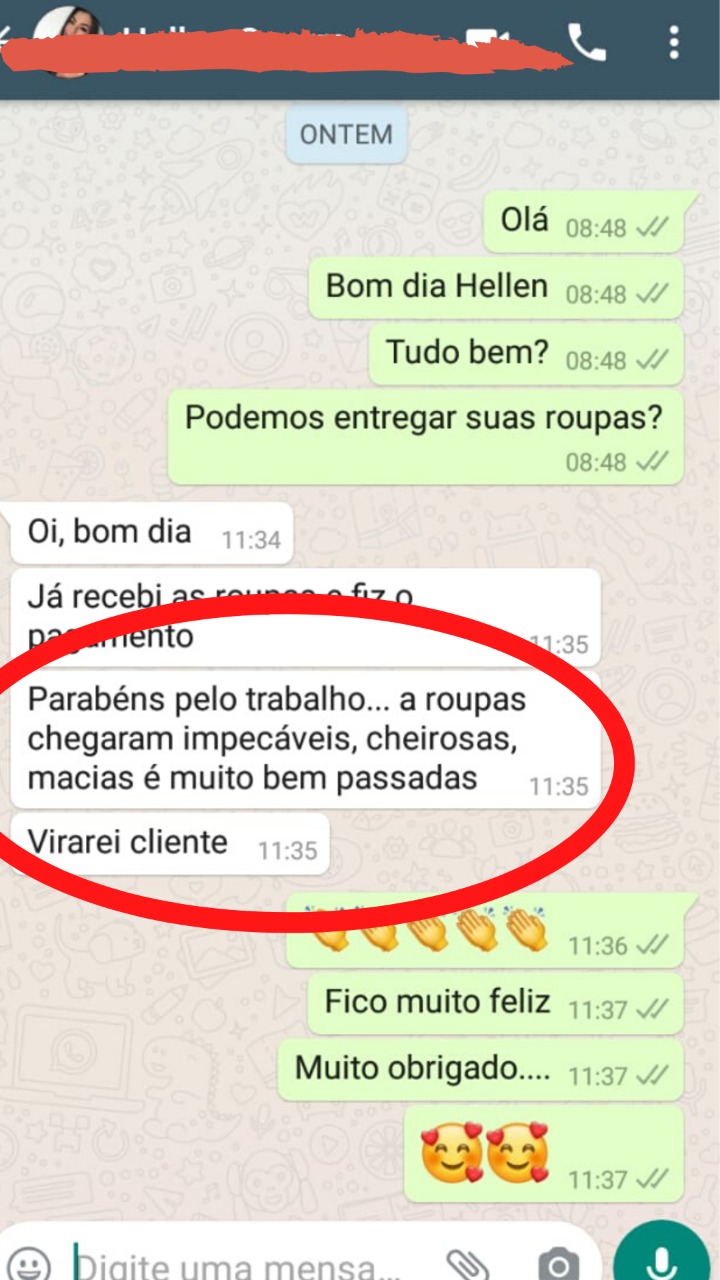 ONTEM
Olá 08:48
Bom dia Hellen 08:48
Tudo bem? 08:48
Podemos entregar suas roupas?
08:48
Oi, bom dia 11:34
Já recebi as roupas e fiz o
pagamento 11:35
Parabéns pelo trabalho... a roupas
chegaram impecáveis, cheirosas,
macias é muito bem passadas 11:35
Virarei cliente 11:35
👏👏👏👏👏 11:36
Fico muito feliz 11:37
Muito obrigado.... 11:37
🥰🥰 11:37
Digite uma mensa...